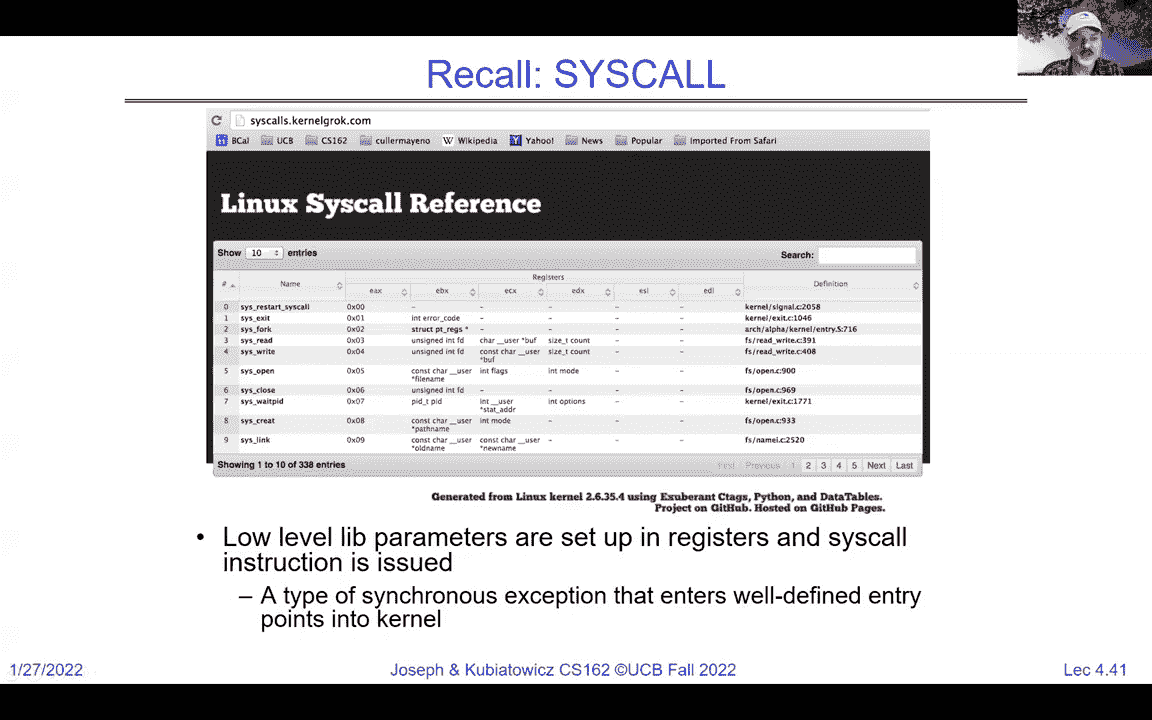 Recall: SYSCALL
syscalls.kernelgrok.com
BCal UCB CS162 cullermayeno Wikipedia Yahoo! News Popular Imported From Safari
Linux Syscall Reference
Show 10 entries Search:
# Name Registers Definition
eax ebx ecx edx esi edi
0 sys_restart_syscall 0x00 - - - - - kernel/signal.c:2058
1 sys_exit 0x01 int error_code - - - - kernel/exit.c:1046
2 sys_fork 0x02 struct pt_regs * - - - - arch/alpha/kernel/entry.S:716
3 sys_read 0x03 unsigned int fd char __user *buf size_t count - - fs/read_write.c:391
4 sys_write 0x04 unsigned int fd const char __user size_t count - - fs/read_write.c:408
*buf
5 sys_open 0x05 const char __user int flags int mode - - fs/open.c:900
*filename
6 sys_close 0x06 unsigned int fd - - - - fs/open.c:969
7 sys_waitpid 0x07 pid_t pid int __user int options - - kernel/exit.c:1771
*stat_addr
8 sys_creat 0x08 const char __user int mode - - - fs/open.c:933
*pathname
9 sys_link 0x09 const char __user const char __user - - - fs/namei.c:2520
*oldname *newname
Showing 1 to 10 of 338 entries First Previous 1 2 3 4 5 Next Last
Generated from Linux kernel 2.6.35.4 using Exuberant Ctags, Python, and DataTables.
Project on GitHub. Hosted on GitHub Pages.
• Low level lib parameters are set up in registers and syscall
instruction is issued
– A type of synchronous exception that enters well-defined entry
points into kernel
1/27/2022 Joseph & Kubiatowicz CS162 ©UCB Fall 2022 Lec 4.41